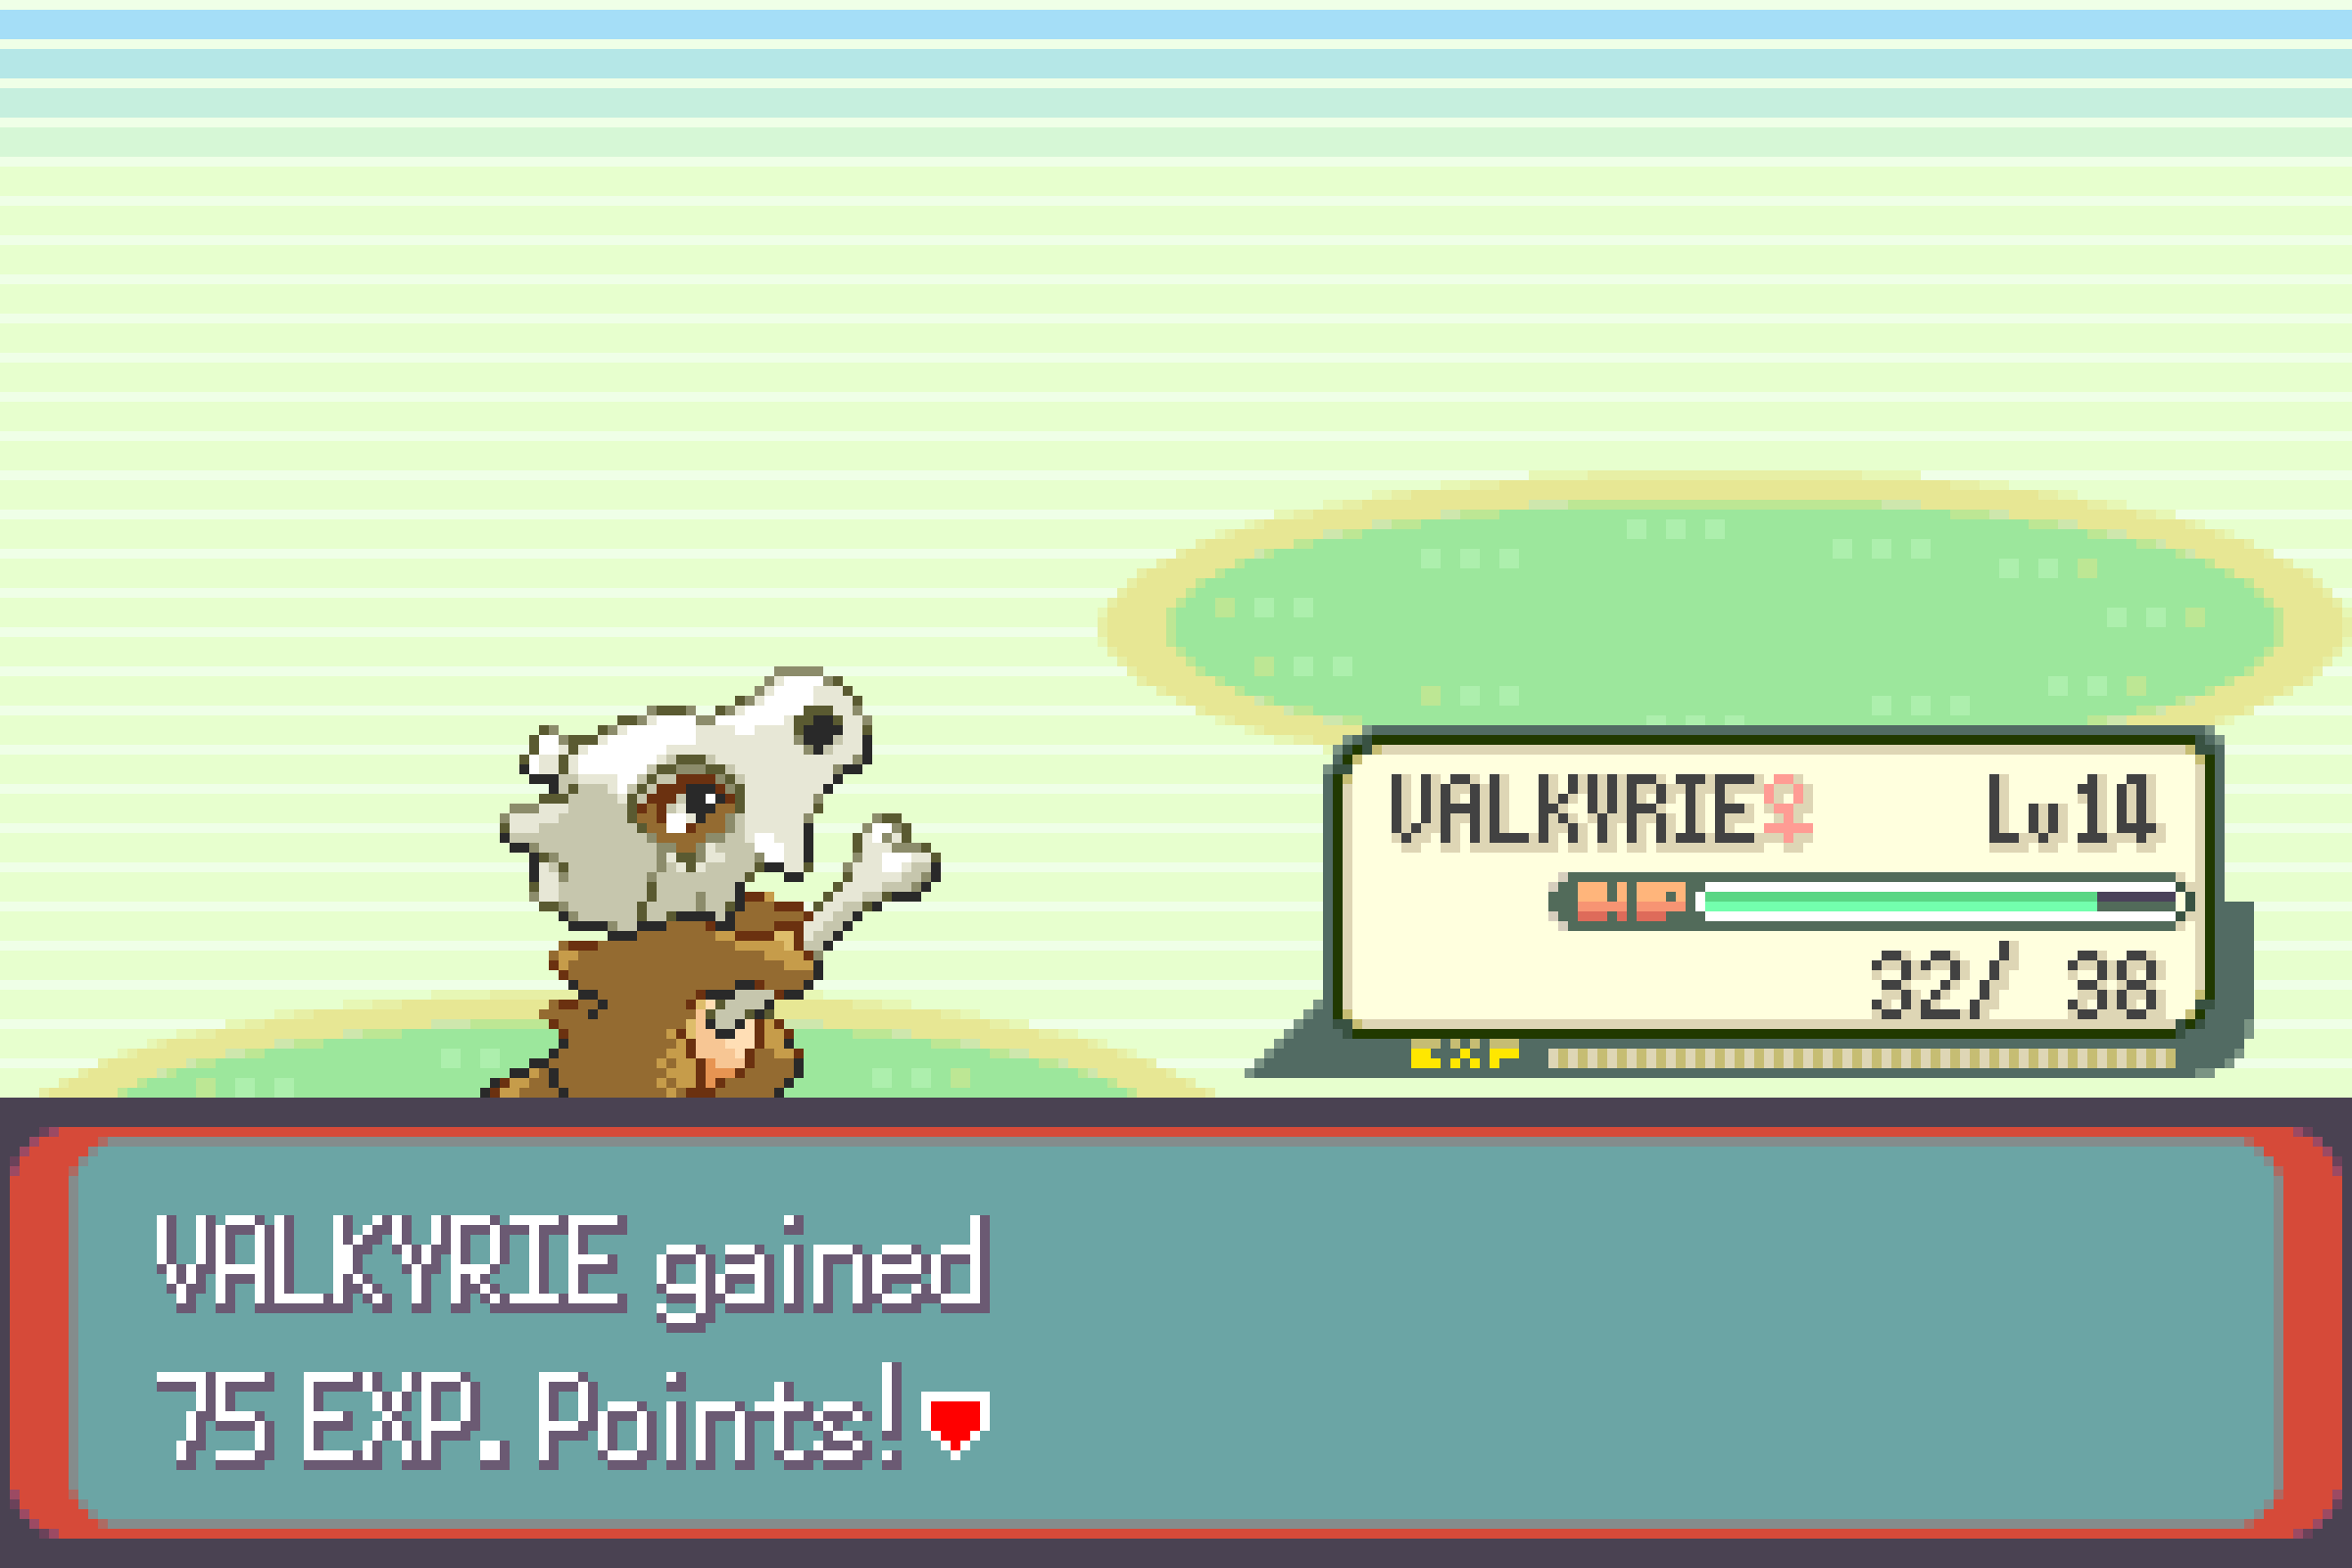 VALKYRIE♀ Lv14
HP
32/ 38
EXP
VALKYRIE gained
75 EXP. Points!